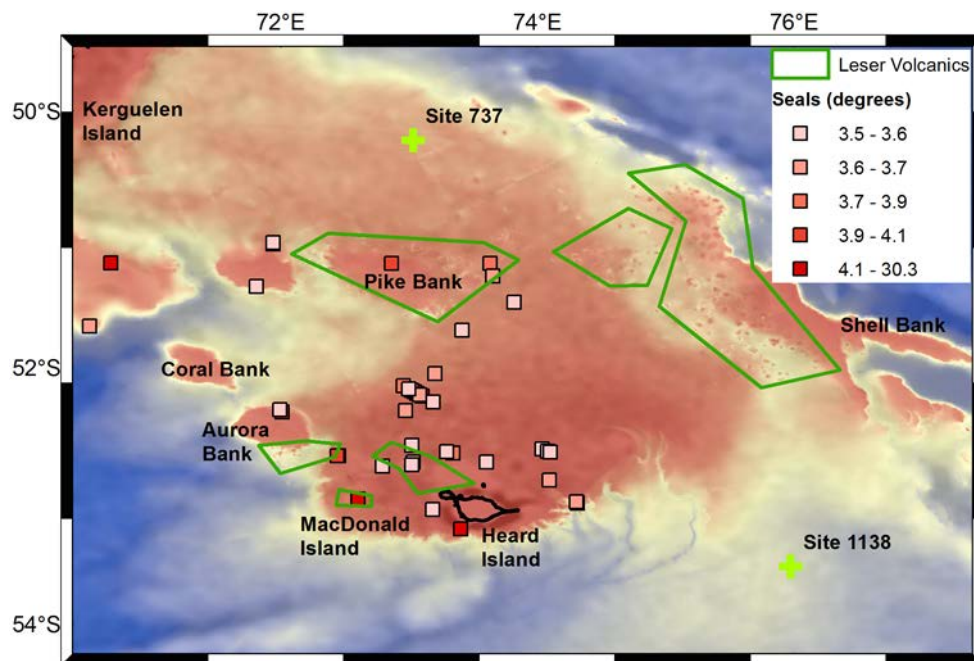 72°E
74°E
76°E
50°S
52°S
54°S
Leser Volcanics
Seals (degrees)
3.5 - 3.6
3.6 - 3.7
3.7 - 3.9
3.9 - 4.1
4.1 - 30.3
Kerguelen
Island
Site 737
Pike Bank
Shell Bank
Coral Bank
Aurora
Bank
MacDonald
Island
Heard
Island
Site 1138